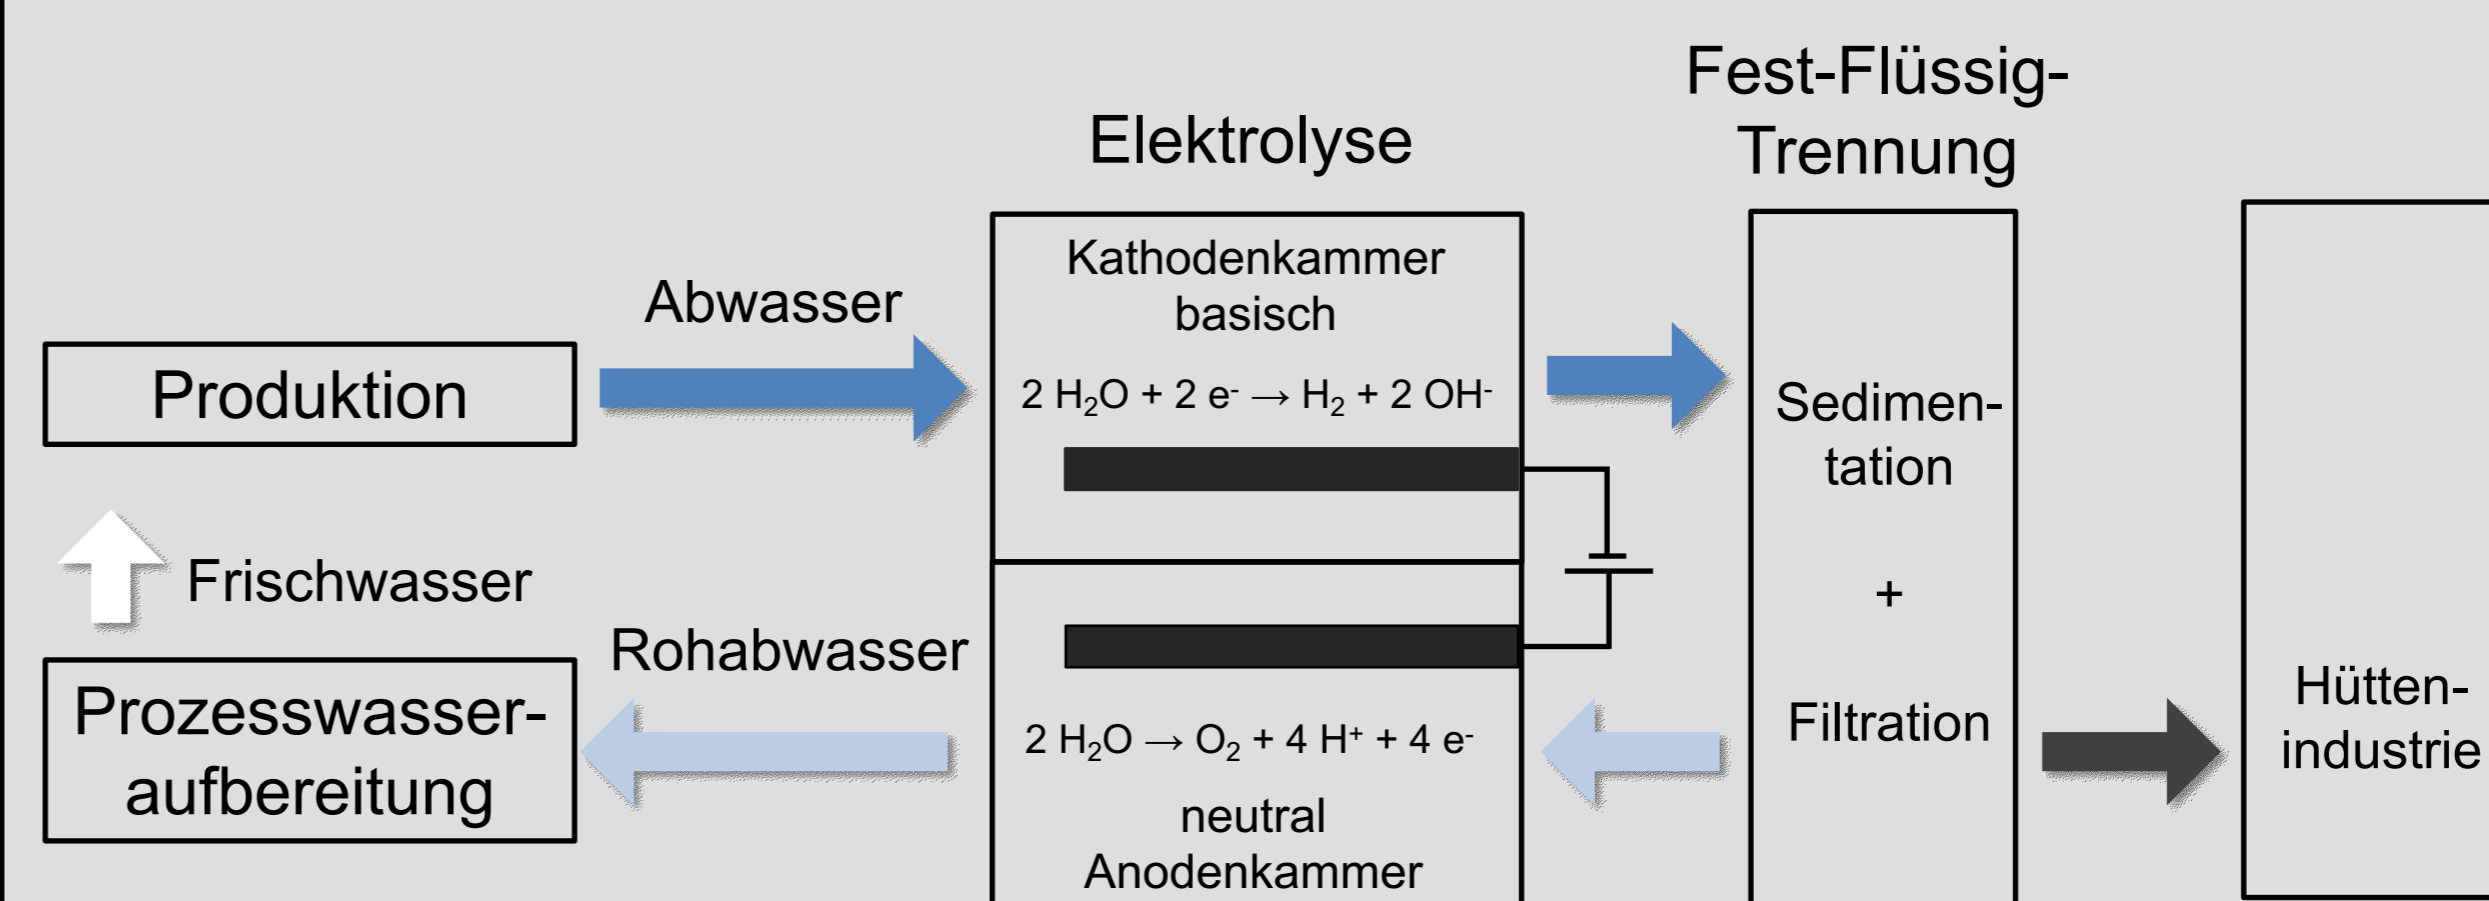 Fest-Flüssig-
Trennung
Elektrolyse
Kathodenkammer
basisch
Abwasser
Produktion
2 H₂O + 2 e⁻ → H₂ + 2 OH⁻
Sedimen-
tation
+
Filtration
Frischwasser
Rohabwasser
Prozesswasser-
aufbereitung
2 H₂O → O₂ + 4 H⁺ + 4 e⁻
neutral
Anodenkammer
Hütten-
industrie